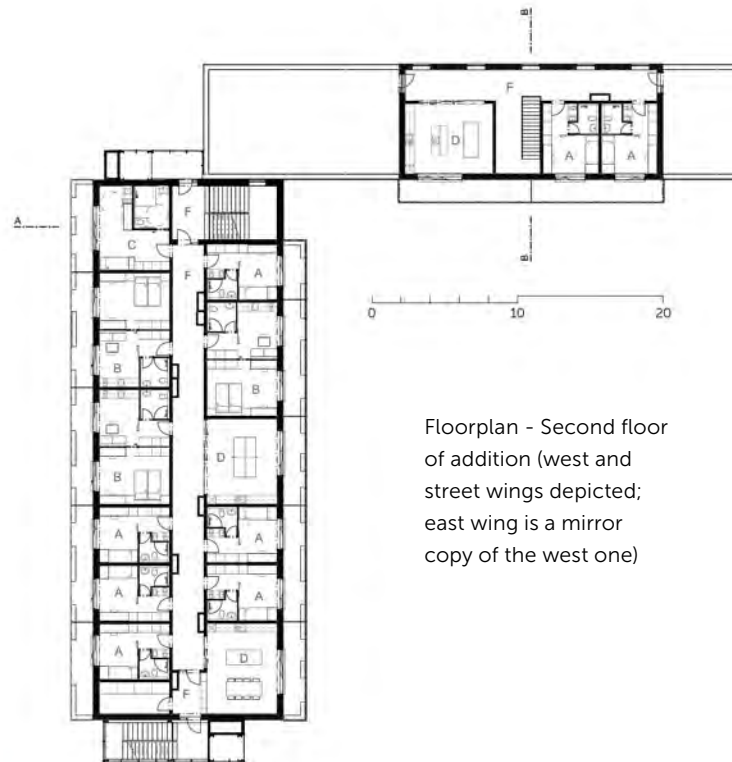 B
F
D
A
A
A
F
C
F
A
B
B
B
D
A
A
A
A
A
D
F
B
0
10
20
Floorplan - Second floor
of addition (west and
street wings depicted;
east wing is a mirror
copy of the west one)